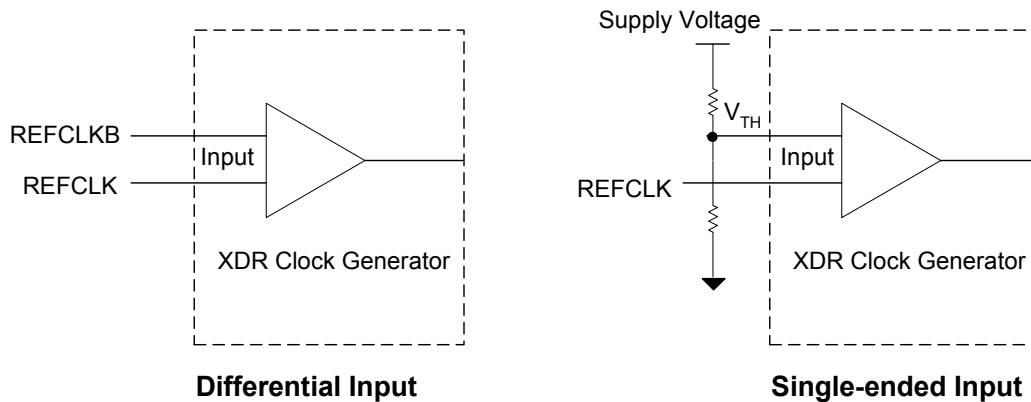 REFCLKB
REFCLK
Input
XDR Clock Generator
Differential Input
Supply Voltage
V_TH
REFCLK
Input
XDR Clock Generator
Single-ended Input